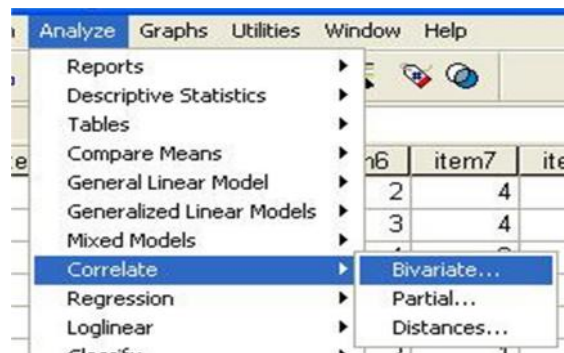 Analyze Graphs Utilities Window Help
Reports
Descriptive Statistics
Tables
Compare Means
General Linear Model
Generalized Linear Models
Mixed Models
Correlate
Regression
Loglinear
Classify
item7
2 4
3 4
Bivariate...
Partial...
Distances...